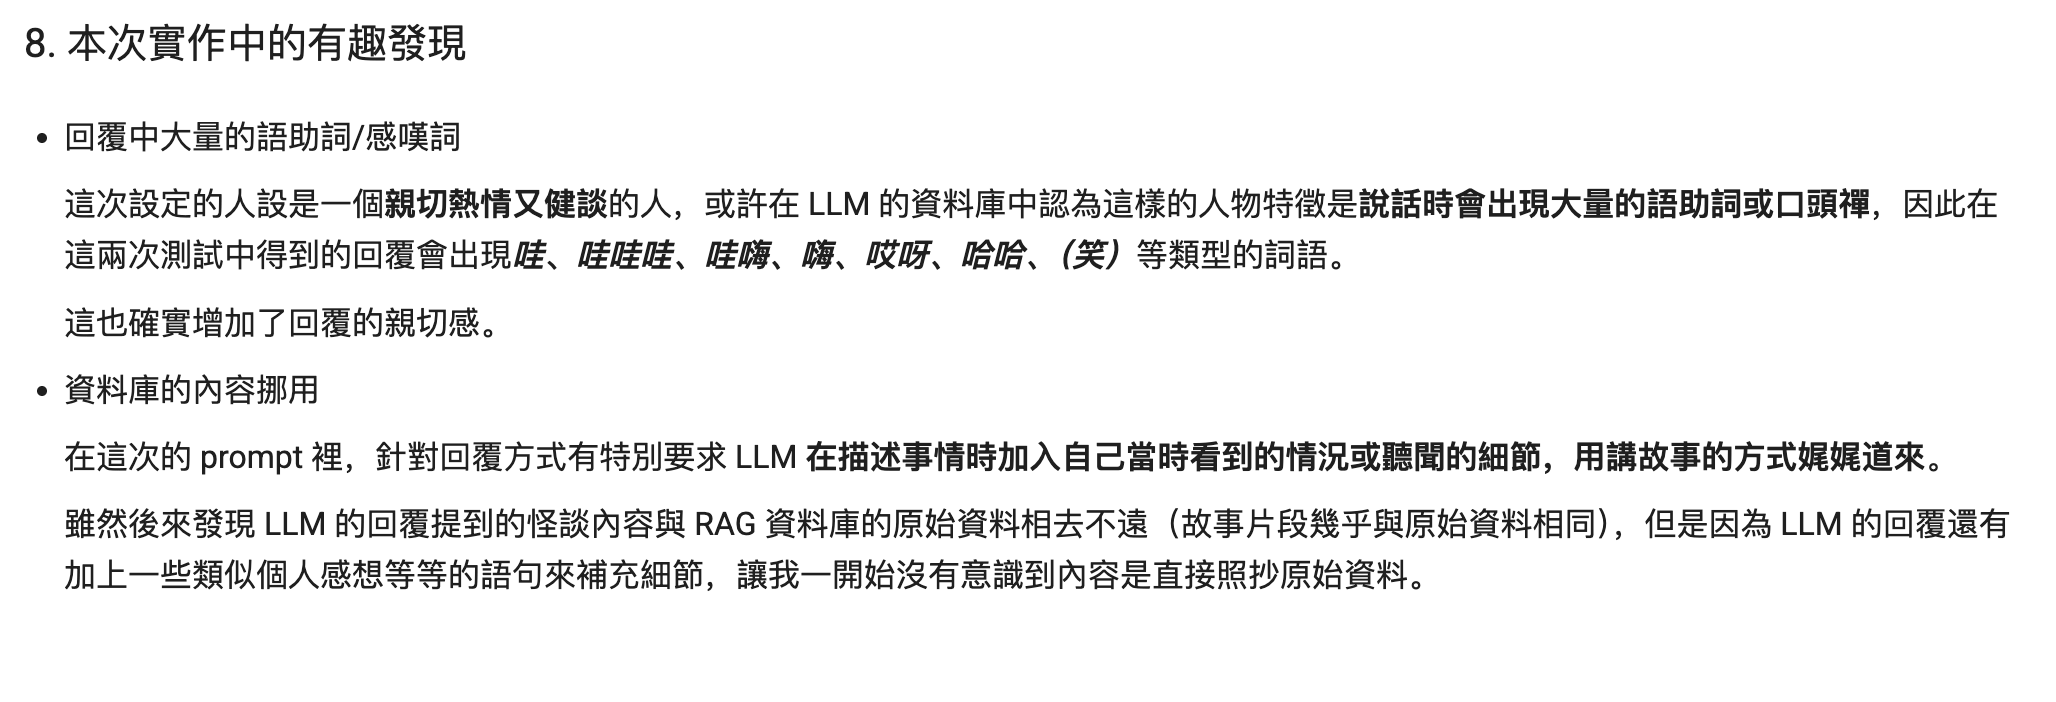 8. 本次實作中的有趣發現
• 回覆中大量的語助詞/感嘆詞
這次設定的人設是一個親切熱情又健談的人，或許在 LLM 的資料庫中認為這樣的人物特徵是說話時會出現大量的語助詞或口頭禪，因此在
這兩次測試中得到的回覆會出現哇、哇哇哇、哇嗨、嗨、哎呀、哈哈、（笑）等類型的詞語。
這也確實增加了回覆的親切感。
• 資料庫的內容挪用
在這次的 prompt 裡，針對回覆方式有特別要求 LLM 在描述事情時加入自己當時看到的情況或聽聞的細節，用講故事的方式娓娓道來。
雖然後來發現 LLM 的回覆提到的怪談內容與 RAG 資料庫的原始資料相去不遠（故事片段幾乎與原始資料相同），但是因為 LLM 的回覆還有
加上一些類似個人感想等等的語句來補充細節，讓我一開始沒有意識到內容是直接照抄原始資料。